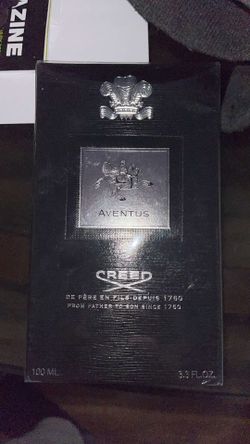 AZINE
AVENTUS
CREED
DE PÈRE EN FILS DEPUIS 1760
FROM FATHER TO SON SINCE 1760
100 ML. 3.3 FL.OZ.